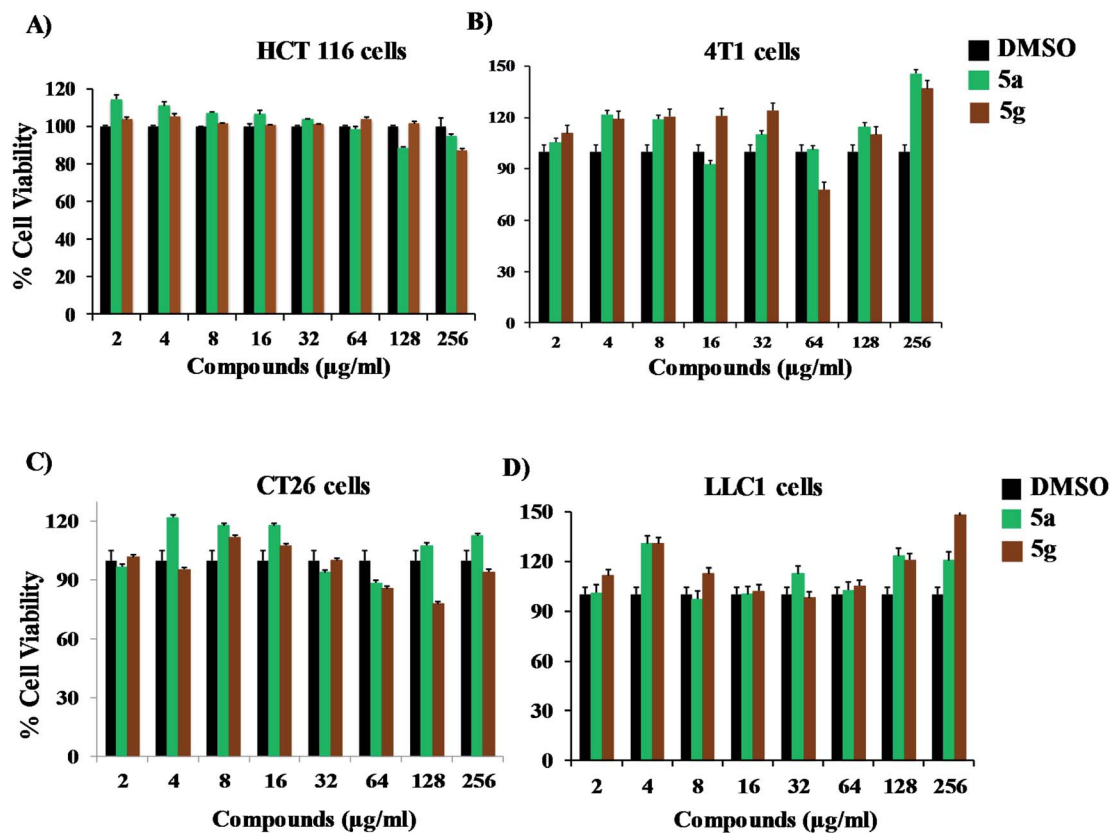 A)
HCT 116 cells
% Cell Viability
120
100
80
60
40
20
0
2 4 8 16 32 64 128 256
Compounds (µg/ml)
B)
4T1 cells
150
120
90
60
30
0
2 4 8 16 32 64 128 256
Compounds (µg/ml)
DMSO
5a
5g
C)
CT26 cells
% Cell Viability
120
90
60
30
0
2 4 8 16 32 64 128 256
Compounds (µg/ml)
D)
LLC1 cells
150
120
90
60
30
0
2 4 8 16 32 64 128 256
Compounds (µg/ml)
DMSO
5a
5g